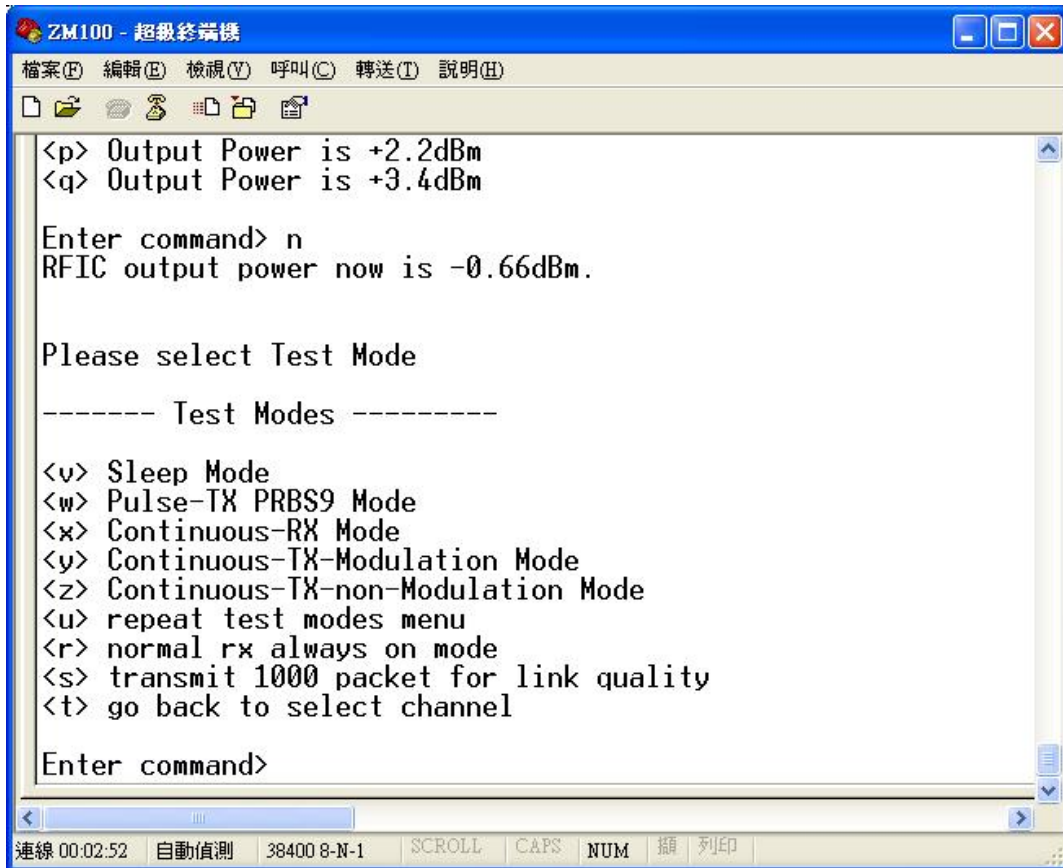 ZM100 - 超級終端機
檔案(F) 編輯(E) 檢視(V) 呼叫(C) 轉送(T) 說明(H)
<p> Output Power is +2.2dBm
<q> Output Power is +3.4dBm
Enter command> n
RFIC output power now is -0.66dBm.
Please select Test Mode
------- Test Modes ---------
<v> Sleep Mode
<w> Pulse-TX PRBS9 Mode
<x> Continuous-RX Mode
<y> Continuous-TX-Modulation Mode
<z> Continuous-TX-non-Modulation Mode
<u> repeat test modes menu
<r> normal rx always on mode
<s> transmit 1000 packet for link quality
<t> go back to select channel
Enter command>
連線 00:02:52 自動偵測 38400 8-N-1 SCROLL CAPS NUM 擷 列印